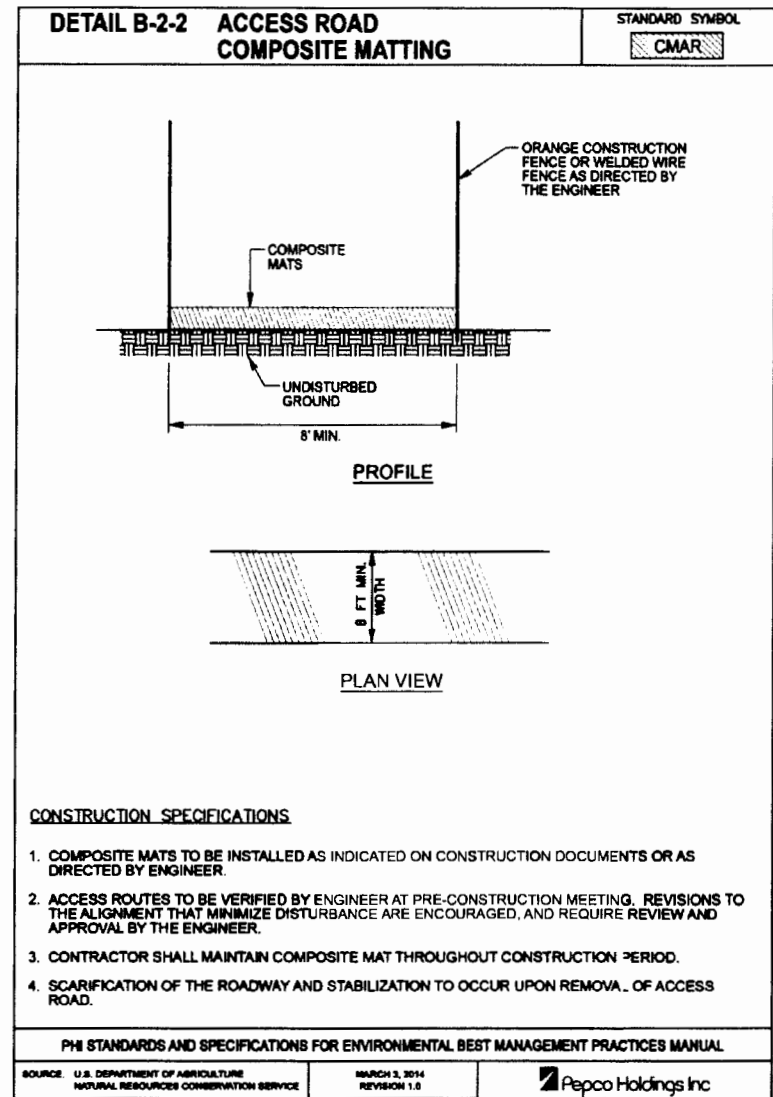 DETAIL B-2-2 ACCESS ROAD
COMPOSITE MATTING
STANDARD SYMBOL
CMAR
ORANGE CONSTRUCTION
FENCE OR WELDED WIRE
FENCE AS DIRECTED BY
THE ENGINEER
COMPOSITE
MATS
UNDISTURBED
GROUND
8' MIN.
PROFILE
8 FT MIN.
WIDTH
PLAN VIEW
CONSTRUCTION SPECIFICATIONS
1. COMPOSITE MATS TO BE INSTALLED AS INDICATED ON CONSTRUCTION DOCUMENTS OR AS
DIRECTED BY ENGINEER.
2. ACCESS ROUTES TO BE VERIFIED BY ENGINEER AT PRE-CONSTRUCTION MEETING. REVISIONS TO
THE ALIGNMENT THAT MINIMIZE DISTURBANCE ARE ENCOURAGED, AND REQUIRE REVIEW AND
APPROVAL BY THE ENGINEER.
3. CONTRACTOR SHALL MAINTAIN COMPOSITE MAT THROUGHOUT CONSTRUCTION PERIOD.
4. SCARIFICATION OF THE ROADWAY AND STABILIZATION TO OCCUR UPON REMOVAL OF ACCESS
ROAD.
PHI STANDARDS AND SPECIFICATIONS FOR ENVIRONMENTAL BEST MANAGEMENT PRACTICES MANUAL
SOURCE. U.S. DEPARTMENT OF AGRICULTURE
NATURAL RESOURCES CONSERVATION SERVICE
MARCH 3, 2014
REVISION 1.0
Pepco Holdings Inc